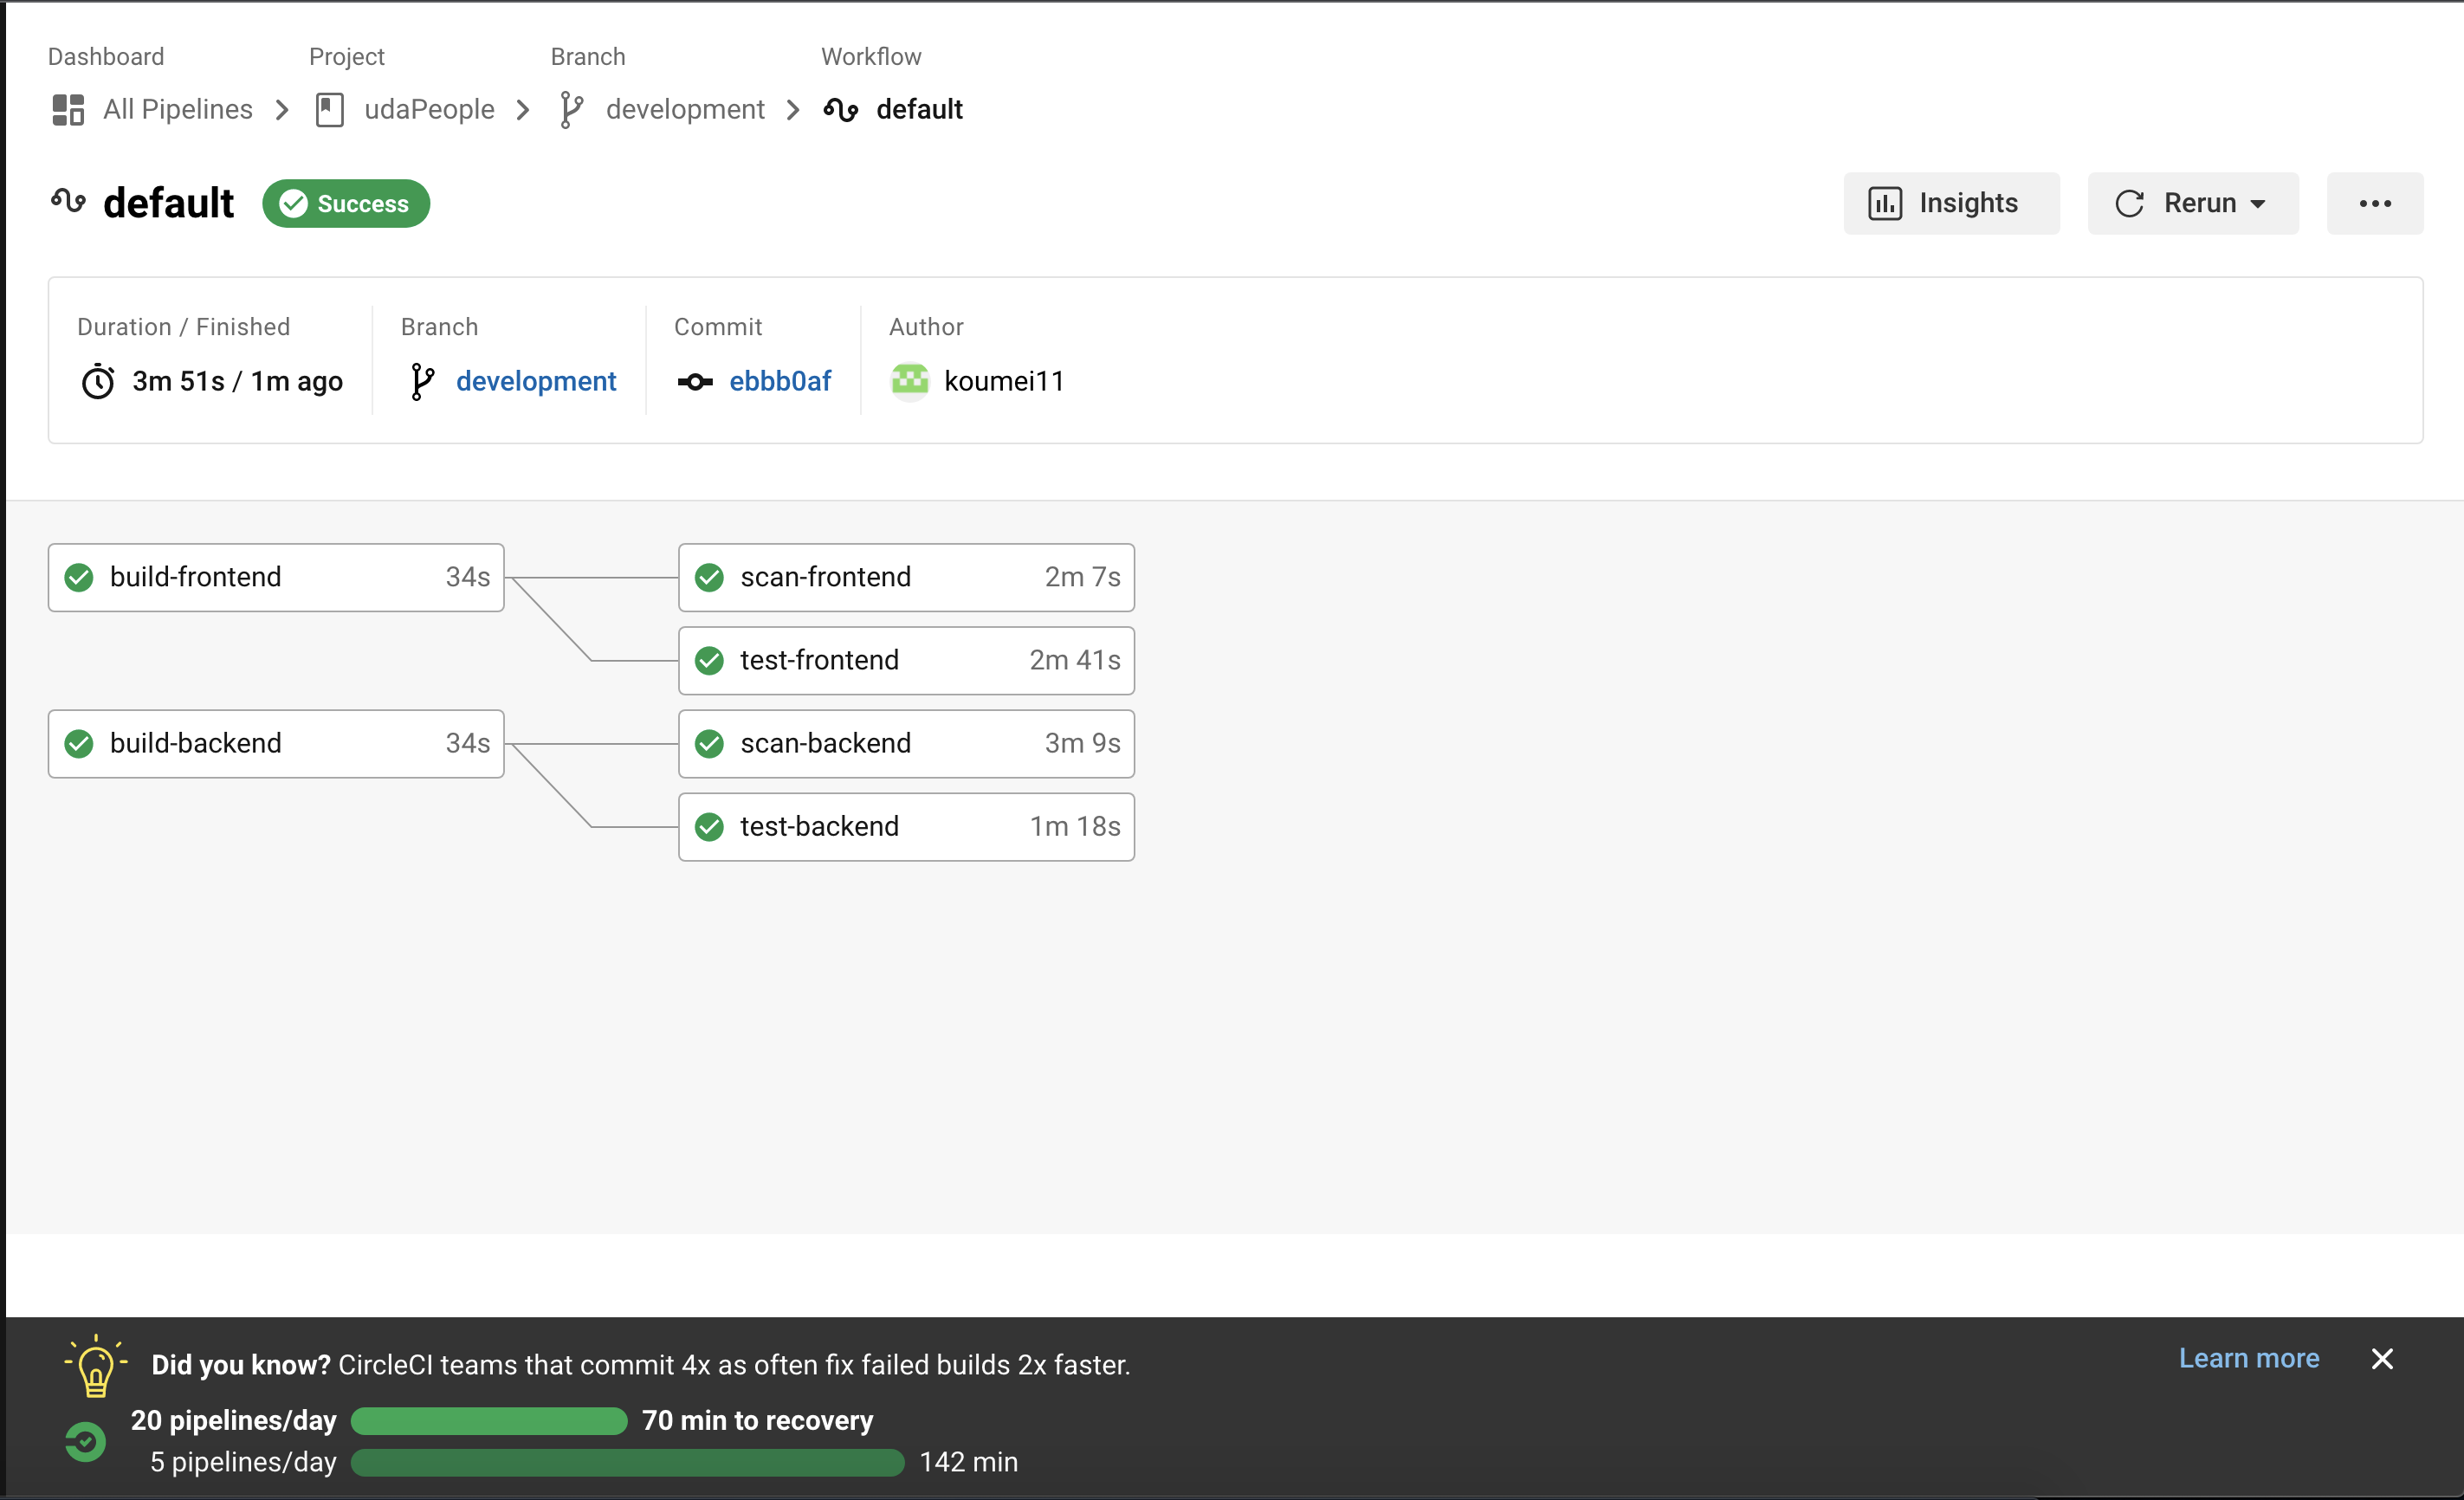 Dashboard Project Branch Workflow
All Pipelines udaPeople development default
default Success Insights Rerun
Duration / Finished Branch Commit Author
3m 51s / 1m ago development ebbb0af koumei11
build-frontend 34s scan-frontend 2m 7s
test-frontend 2m 41s
build-backend 34s scan-backend 3m 9s
test-backend 1m 18s
Did you know? CircleCI teams that commit 4x as often fix failed builds 2x faster. Learn more
20 pipelines/day 70 min to recovery
5 pipelines/day 142 min